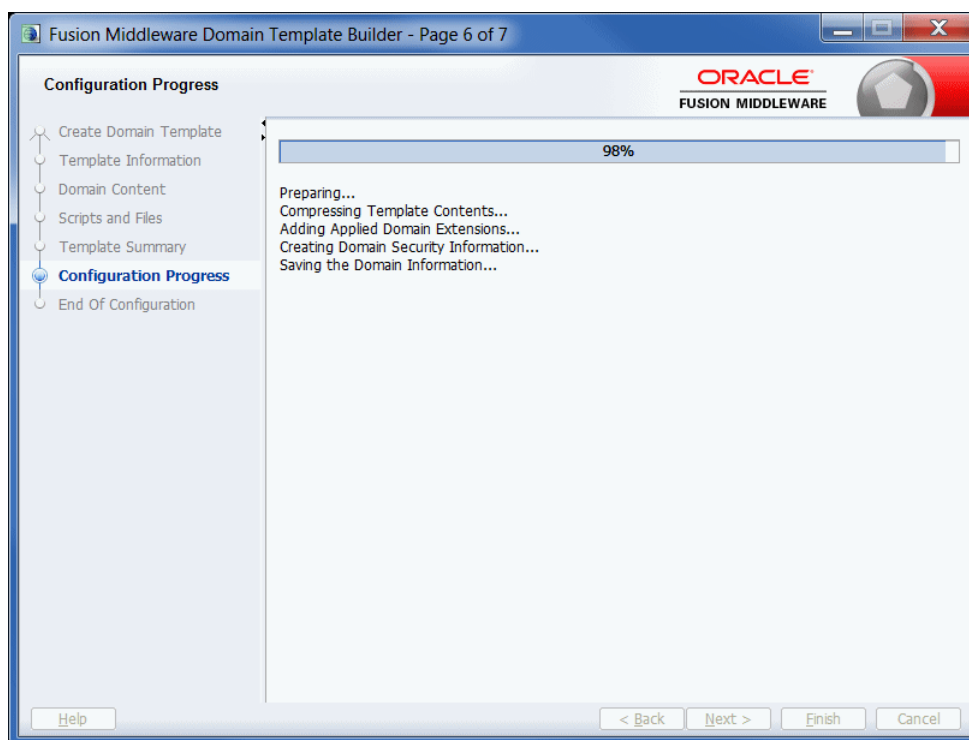 Fusion Middleware Domain Template Builder - Page 6 of 7
Configuration Progress
ORACLE
FUSION MIDDLEWARE
Create Domain Template
Template Information
Domain Content
Scripts and Files
Template Summary
Configuration Progress
End Of Configuration
98%
Preparing...
Compressing Template Contents...
Adding Applied Domain Extensions...
Creating Domain Security Information...
Saving the Domain Information...
Help
< Back
Next >
Finish
Cancel